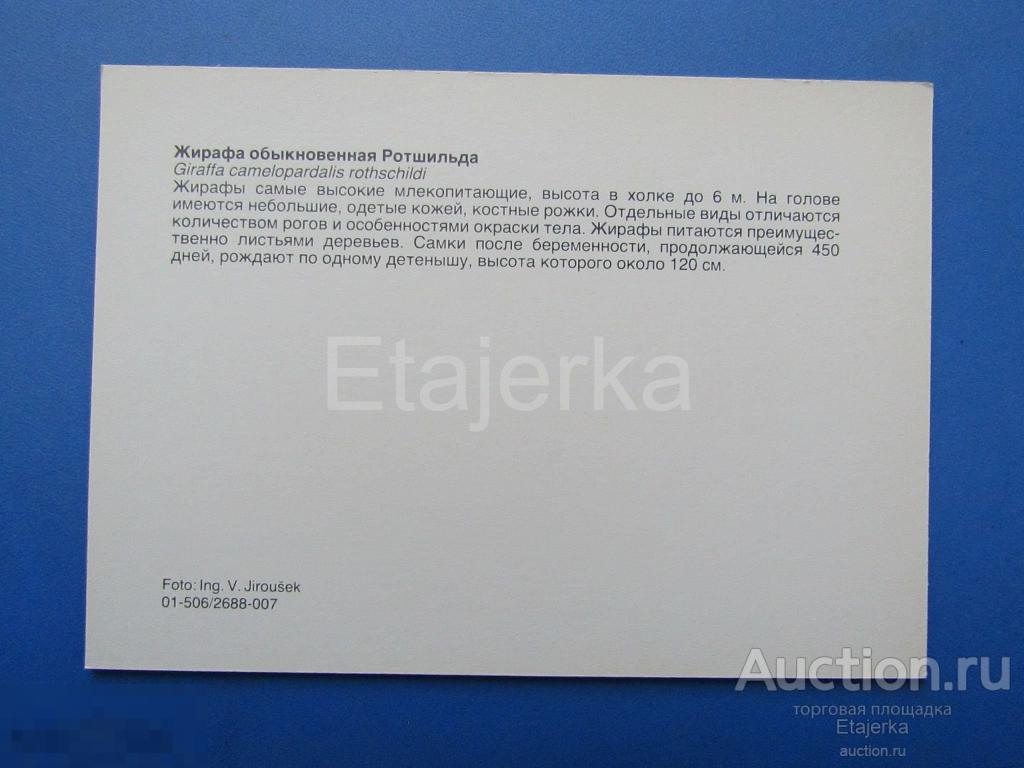 Жирафа обыкновенная Ротшильда
Giraffa camelopardalis rothschildi
Жирафы самые высокие млекопитающие, высота в холке до 6 м. На голове
имеются небольшие, одетые кожей, костные рожки. Отдельные виды отличаются
количеством рогов и особенностями окраски тела. Жирафы питаются преимущес-
твенно листьями деревьев. Самки после беременности, продолжающейся 450
дней, рождают по одному детенышу, высота которого около 120 см.
Etajerka
Foto: Ing. V. Jiroušek
01-506/2688-007
Auction.ru
торговая площадка
Etajerka
auction.ru